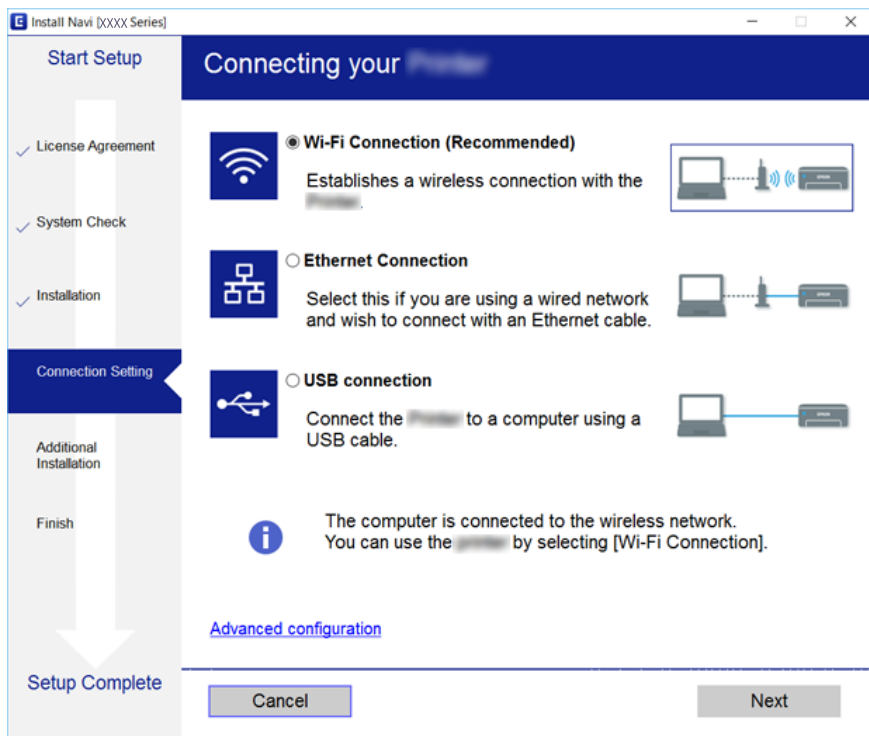 E Install Navi [XXXX Series]
Start Setup
License Agreement
System Check
Installation
Connection Setting
Additional
Installation
Finish
Setup Complete
Connecting your
Wi-Fi Connection (Recommended)
Establishes a wireless connection with the
.
Ethernet Connection
Select this if you are using a wired network
and wish to connect with an Ethernet cable.
USB connection
Connect the to a computer using a
USB cable.
i
The computer is connected to the wireless network.
You can use the by selecting [Wi-Fi Connection].
Advanced configuration
Cancel
Next